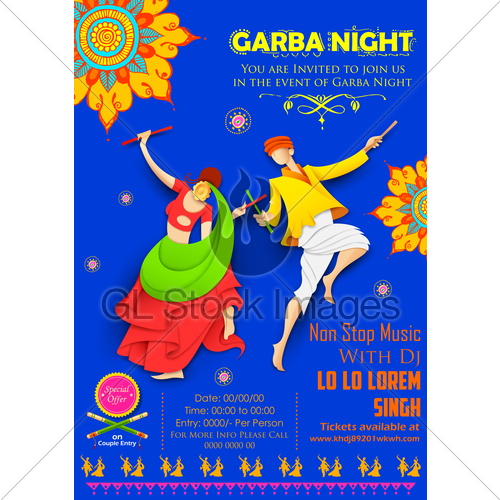 GARBA NIGHT
YOU ARE INVITED TO JOIN US
IN THE EVENT OF GARBA NIGHT
GL Stock Images
Non Stop Music
WITH DJ
LO LO LOREM
SINGH
Tickets available at
www.khdj89201wkwh.com
Special
Offer
on
Couple Entry
Date: 00/00/00
Time: 00:00 to 00:00
Entry: 0000/- Per Person
FOR MORE INFO PLEASE CALL
0000 0000 00